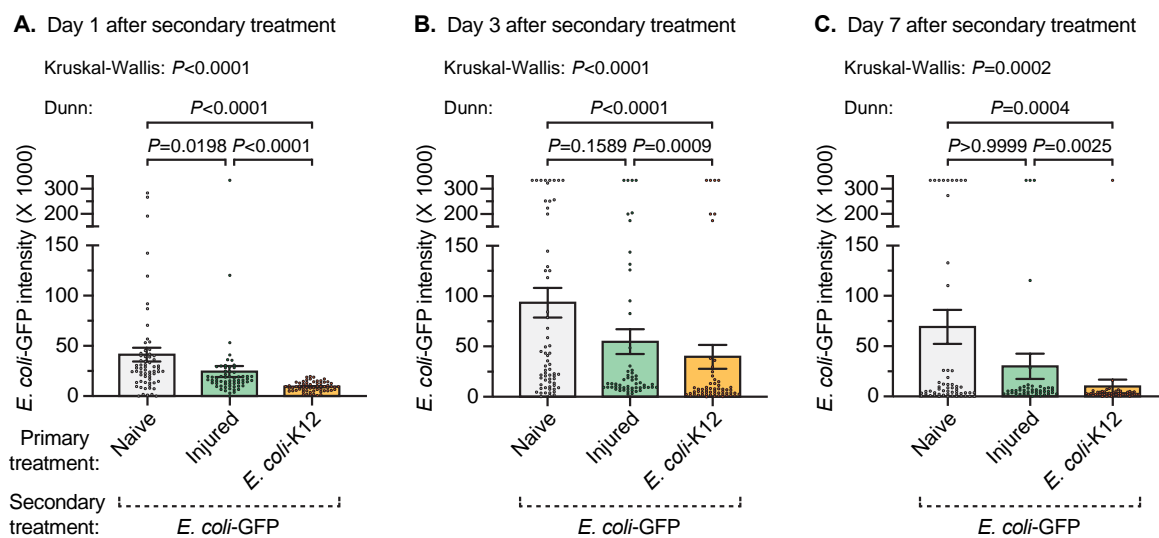 A. Day 1 after secondary treatment
Kruskal-Wallis: P<0.0001
Dunn:
P<0.0001
P=0.0198
P<0.0001
E. coli-GFP intensity (X 1000)
300
200
150
100
50
0
Naive
Injured
E. coli-K12
Primary
treatment:
Secondary
treatment:
E. coli-GFP
B. Day 3 after secondary treatment
Kruskal-Wallis: P<0.0001
Dunn:
P<0.0001
P=0.1589
P=0.0009
E. coli-GFP intensity (X 1000)
300
200
150
100
50
0
Naive
Injured
E. coli-K12
E. coli-GFP
C. Day 7 after secondary treatment
Kruskal-Wallis: P=0.0002
Dunn:
P=0.0004
P>0.9999
P=0.0025
E. coli-GFP intensity (X 1000)
300
200
150
100
50
0
Naive
Injured
E. coli-K12
E. coli-GFP